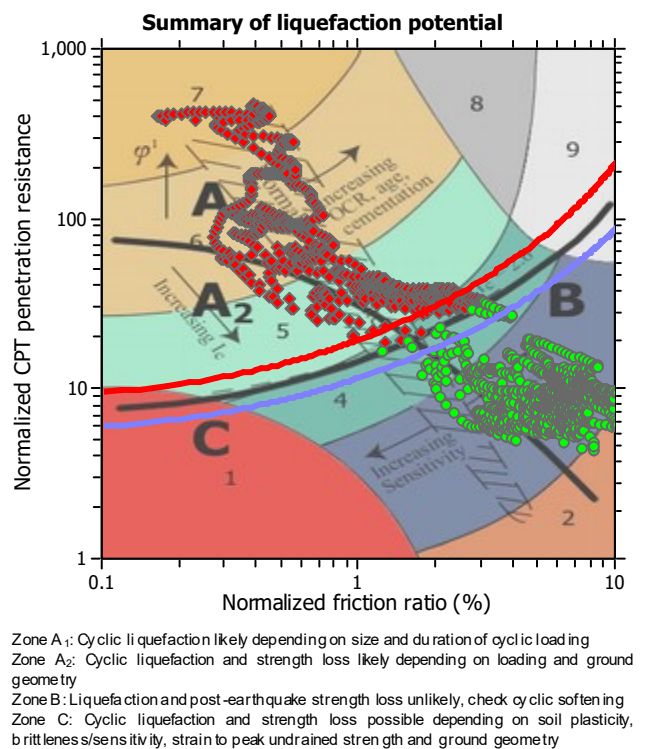 Summary of liquefaction potential
Normalized CPT penetration resistance
1,000
100
10
1
7
8
9
φ'
A
6
Increasing
OCR, age,
cementation
A2
5
Increasing Ic
B
4
C
1
Increasing
Sensitivity
2
0.1
1
10
Normalized friction ratio (%)
Zone A1: Cyclic liquefaction likely depending on size and duration of cyclic loading
Zone A2: Cyclic liquefaction and strength loss likely depending on loading and ground
geometry
Zone B: Liquefaction and post-earthquake strength loss unlikely, check cyclic softening
Zone C: Cyclic liquefaction and strength loss possible depending on soil plasticity,
brittleness/sensitivity, strain to peak undrained strength and ground geometry